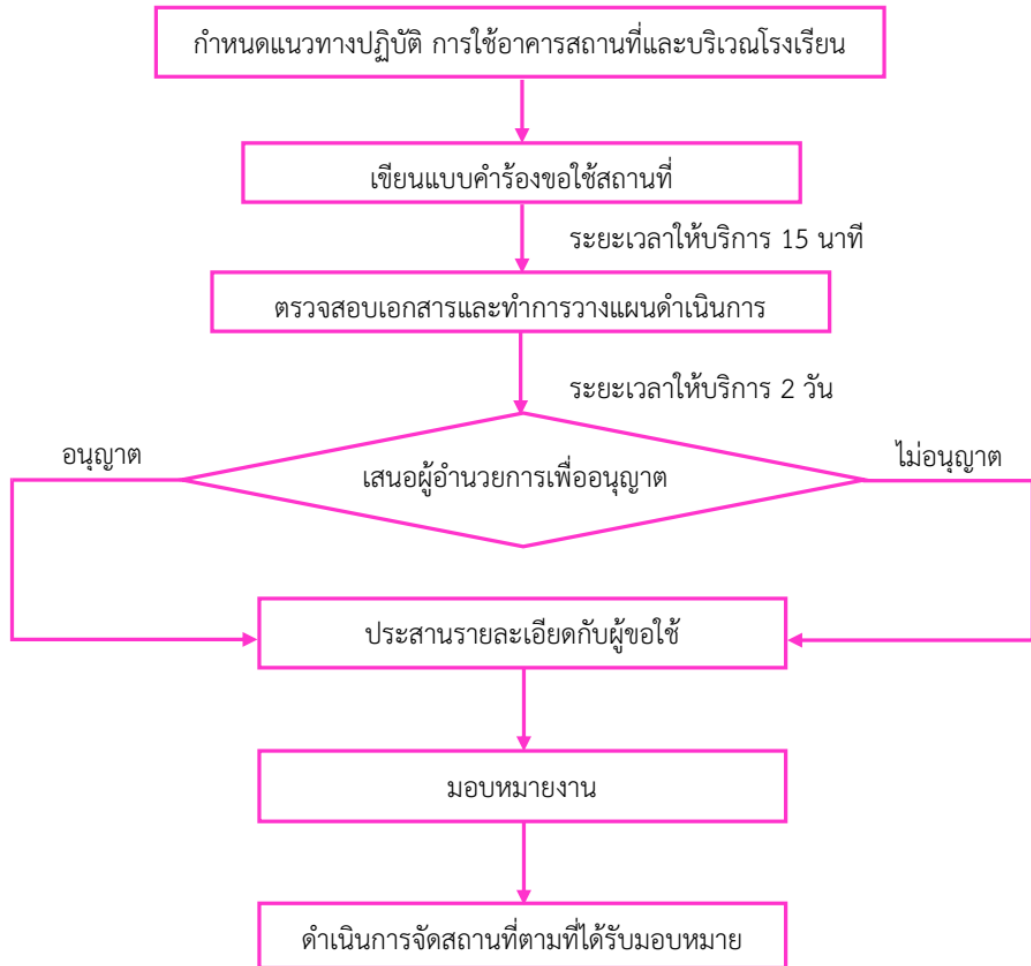 กำหนดแนวทางปฏิบัติ การใช้อาคารสถานที่และบริเวณโรงเรียน
เขียนแบบคำร้องขอใช้สถานที่
ระยะเวลาให้บริการ 15 นาที
ตรวจสอบเอกสารและทำการวางแผนดำเนินการ
ระยะเวลาให้บริการ 2 วัน
อนุญาต
ไม่อนุญาต
เสนอผู้อำนวยการเพื่ออนุญาต
ประสานรายละเอียดกับผู้ขอใช้
มอบหมายงาน
ดำเนินการจัดสถานที่ตามที่ได้รับมอบหมาย